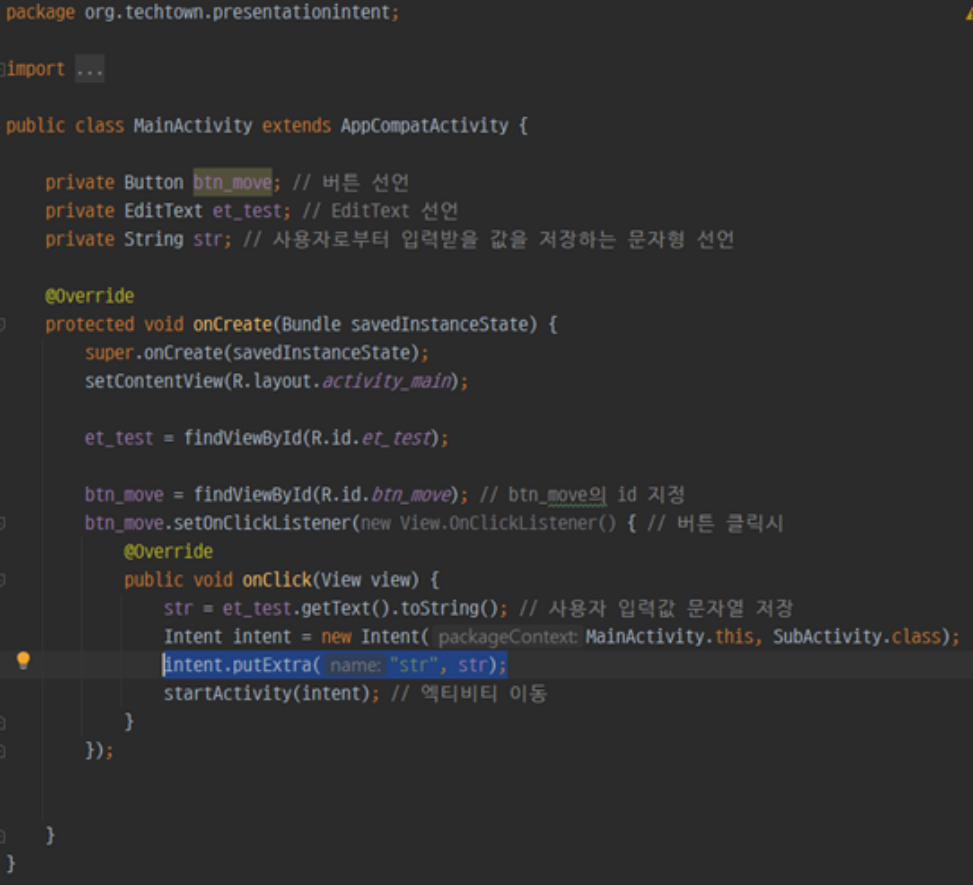 package org.techtown.presentationintent;
import ...
public class MainActivity extends AppCompatActivity {
private Button btn_move; // 버튼 선언
private EditText et_test; // EditText 선언
private String str; // 사용자로부터 입력받을 값을 저장하는 문자형 선언
@Override
protected void onCreate(Bundle savedInstanceState) {
super.onCreate(savedInstanceState);
setContentView(R.layout.activity_main);
et_test = findViewById(R.id.et_test);
btn_move = findViewById(R.id.btn_move); // btn_move의 id 지정
btn_move.setOnClickListener(new View.OnClickListener() { // 버튼 클릭시
@Override
public void onClick(View view) {
str = et_test.getText().toString(); // 사용자 입력값 문자열 저장
Intent intent = new Intent( packageContext: MainActivity.this, SubActivity.class);
intent.putExtra( name: "str", str);
startActivity(intent); // 엑티비티 이동
}
});
}
}